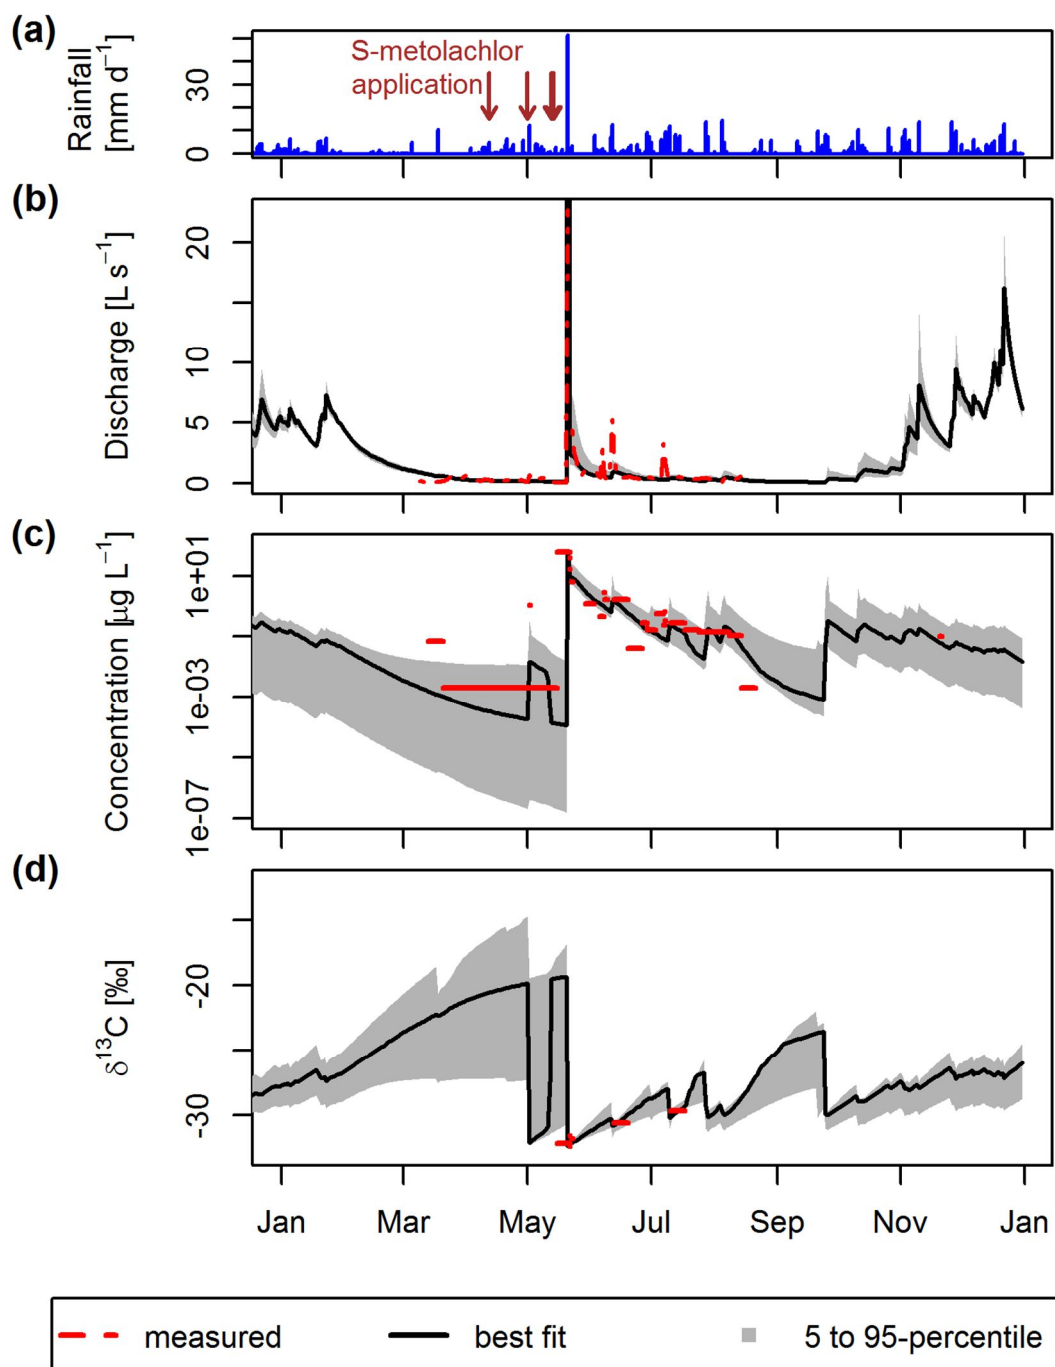 (a)
Rainfall
[mm d⁻¹]
30
0
S-metolachlor
application
(b)
Discharge [L s⁻¹]
20
10
5
0
(c)
Concentration [μg L⁻¹]
1e+01
1e-03
1e-07
(d)
δ¹³C [‰]
-20
-30
Jan Mar May Jul Sep Nov Jan
measured best fit 5 to 95-percentile